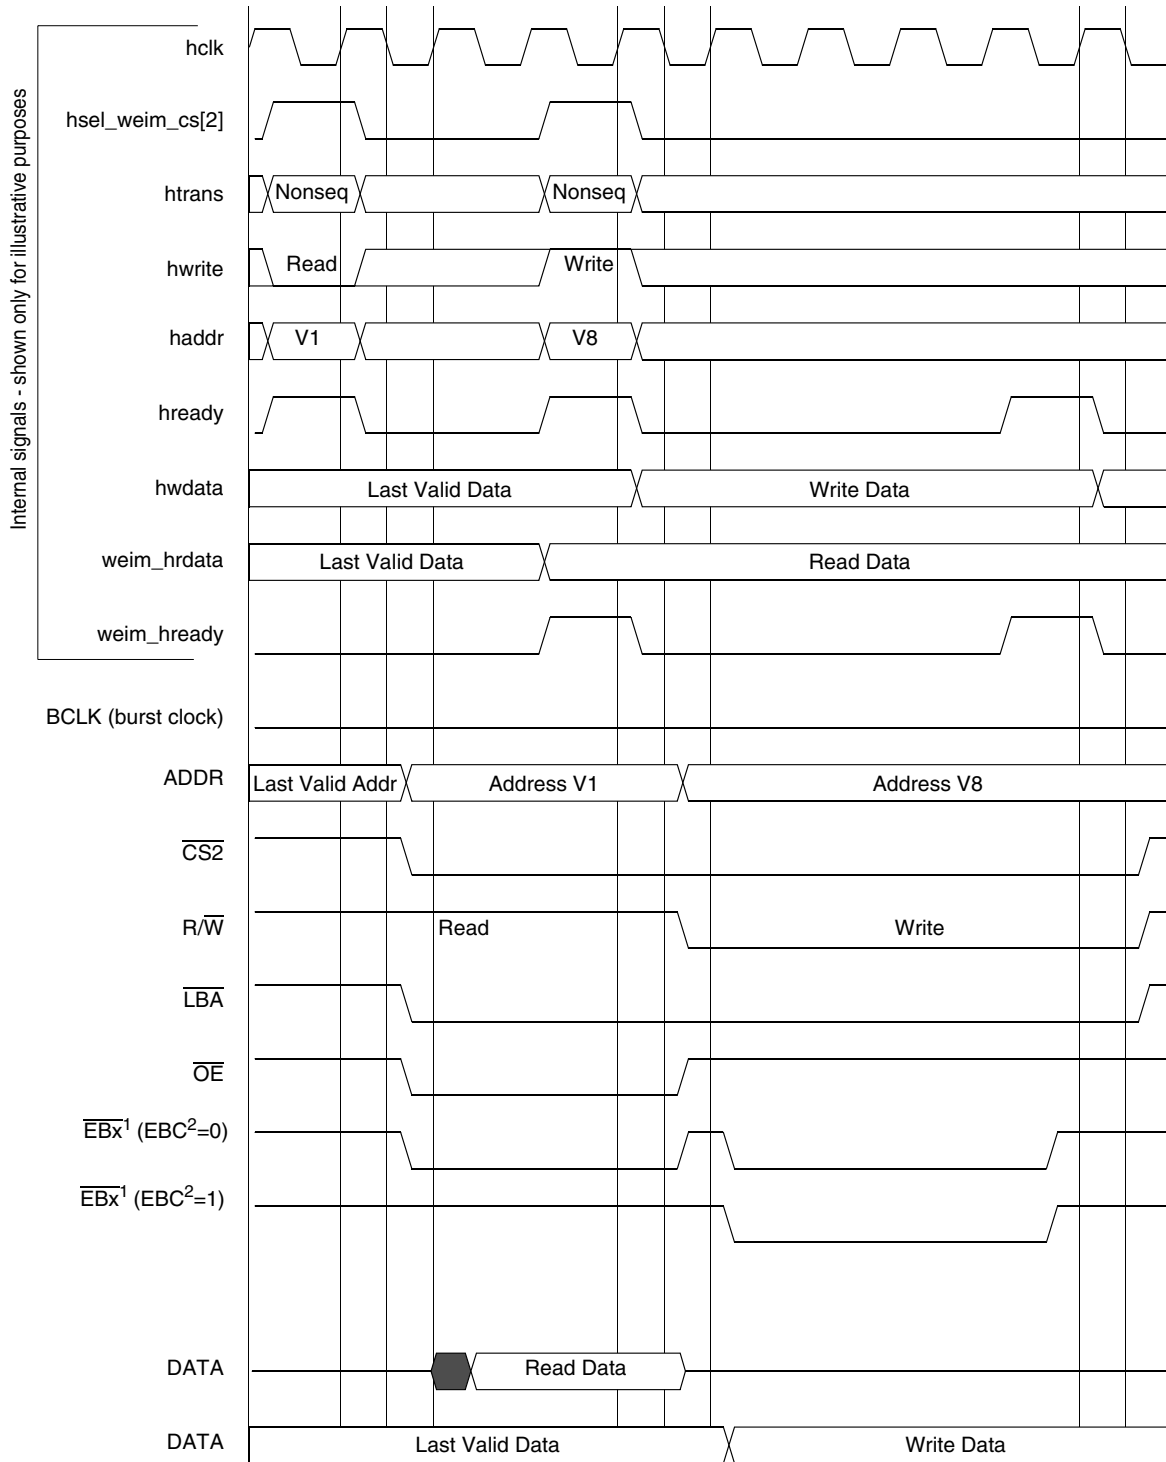 Internal signals - shown only for illustrative purposes
hclk
hsel_weim_cs[2]
htrans Nonseq Nonseq
hwrite Read Write
haddr V1 V8
hready
hwdata Last Valid Data Write Data
weim_hrdata Last Valid Data Read Data
weim_hready
BCLK (burst clock)
ADDR Last Valid Addr Address V1 Address V8
CS2
R/W Read Write
LBA
OE
EBx¹ (EBC²=0)
EBx¹ (EBC²=1)
DATA Read Data
DATA Last Valid Data Write Data